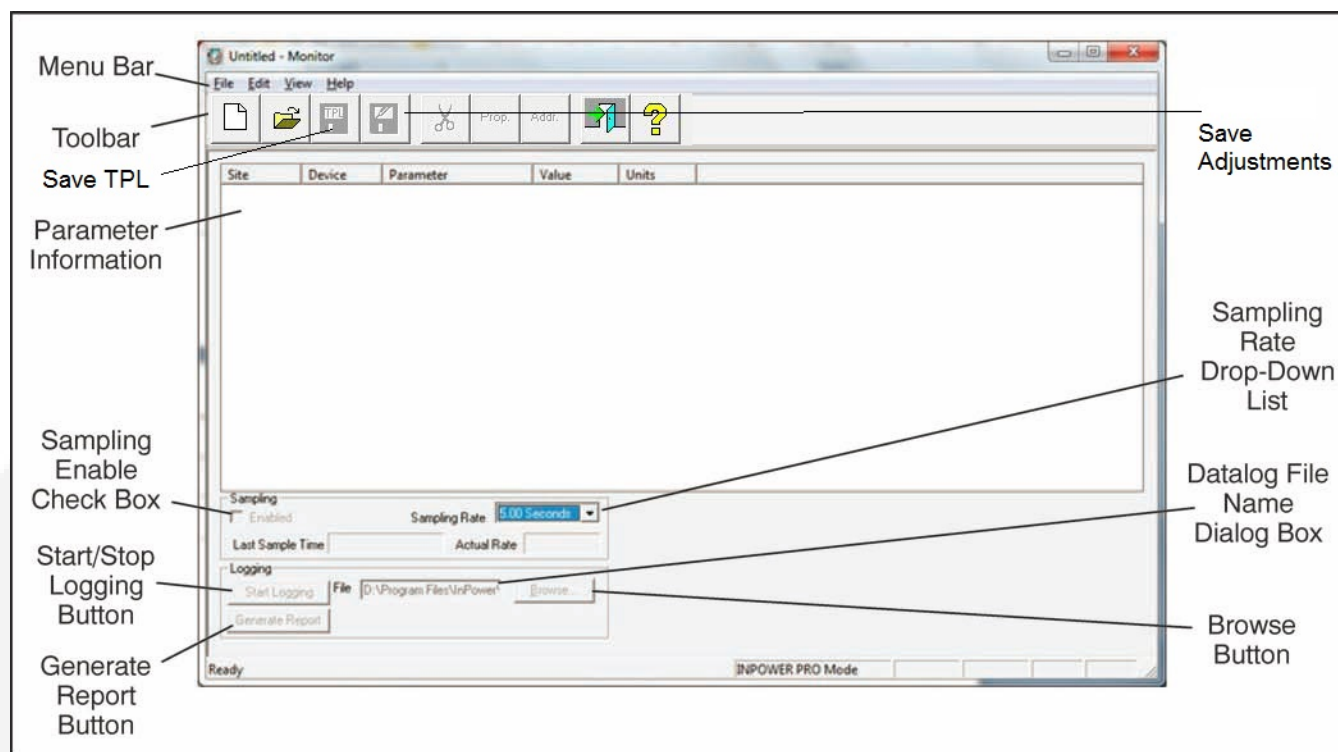 Menu Bar
Toolbar
Save TPL
Parameter
Information
Sampling
Enable
Check Box
Start/Stop
Logging
Button
Generate
Report
Button
Untitled - Monitor
File Edit View Help
TPL
Prop. Addr.
Site Device Parameter Value Units
Sampling
Enabled Sampling Rate 5.00 Seconds
Last Sample Time Actual Rate
Logging
Start Logging File D:\Program Files\InPower\ Browse...
Generate Report
Ready INPOWER PRO Mode
Save
Adjustments
Sampling
Rate
Drop-Down
List
Datalog File
Name
Dialog Box
Browse
Button